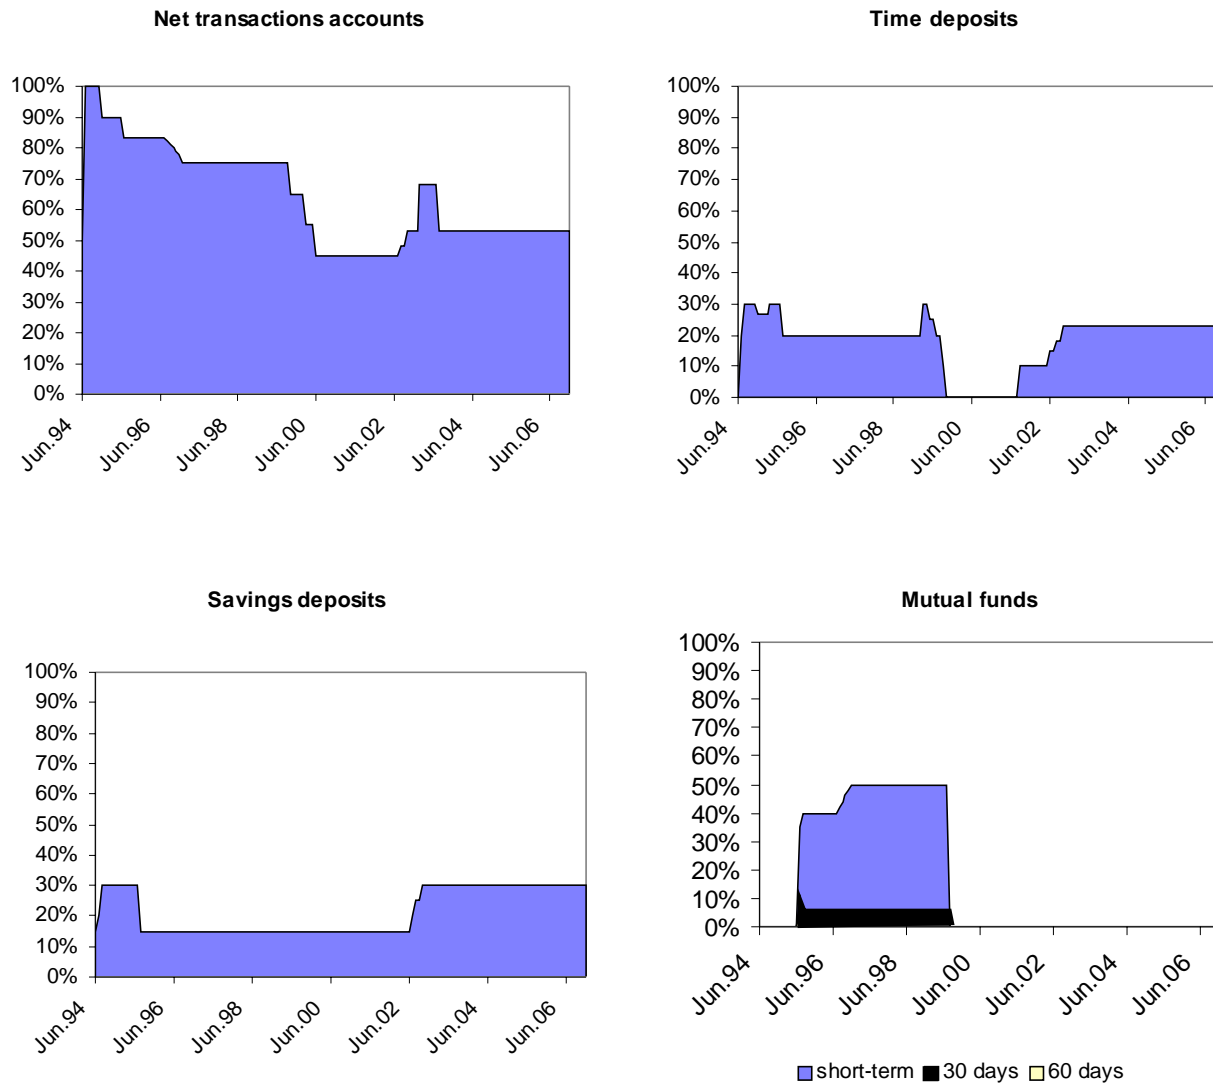 Net transactions accounts
100%
90%
80%
70%
60%
50%
40%
30%
20%
10%
0%
Jun.94
Jun.96
Jun.98
Jun.00
Jun.02
Jun.04
Jun.06
Time deposits
100%
90%
80%
70%
60%
50%
40%
30%
20%
10%
0%
Jun.94
Jun.96
Jun.98
Jun.00
Jun.02
Jun.04
Jun.06
Savings deposits
100%
90%
80%
70%
60%
50%
40%
30%
20%
10%
0%
Jun.94
Jun.96
Jun.98
Jun.00
Jun.02
Jun.04
Jun.06
Mutual funds
100%
90%
80%
70%
60%
50%
40%
30%
20%
10%
0%
Jun.94
Jun.96
Jun.98
Jun.00
Jun.02
Jun.04
Jun.06
short-term 30 days 60 days